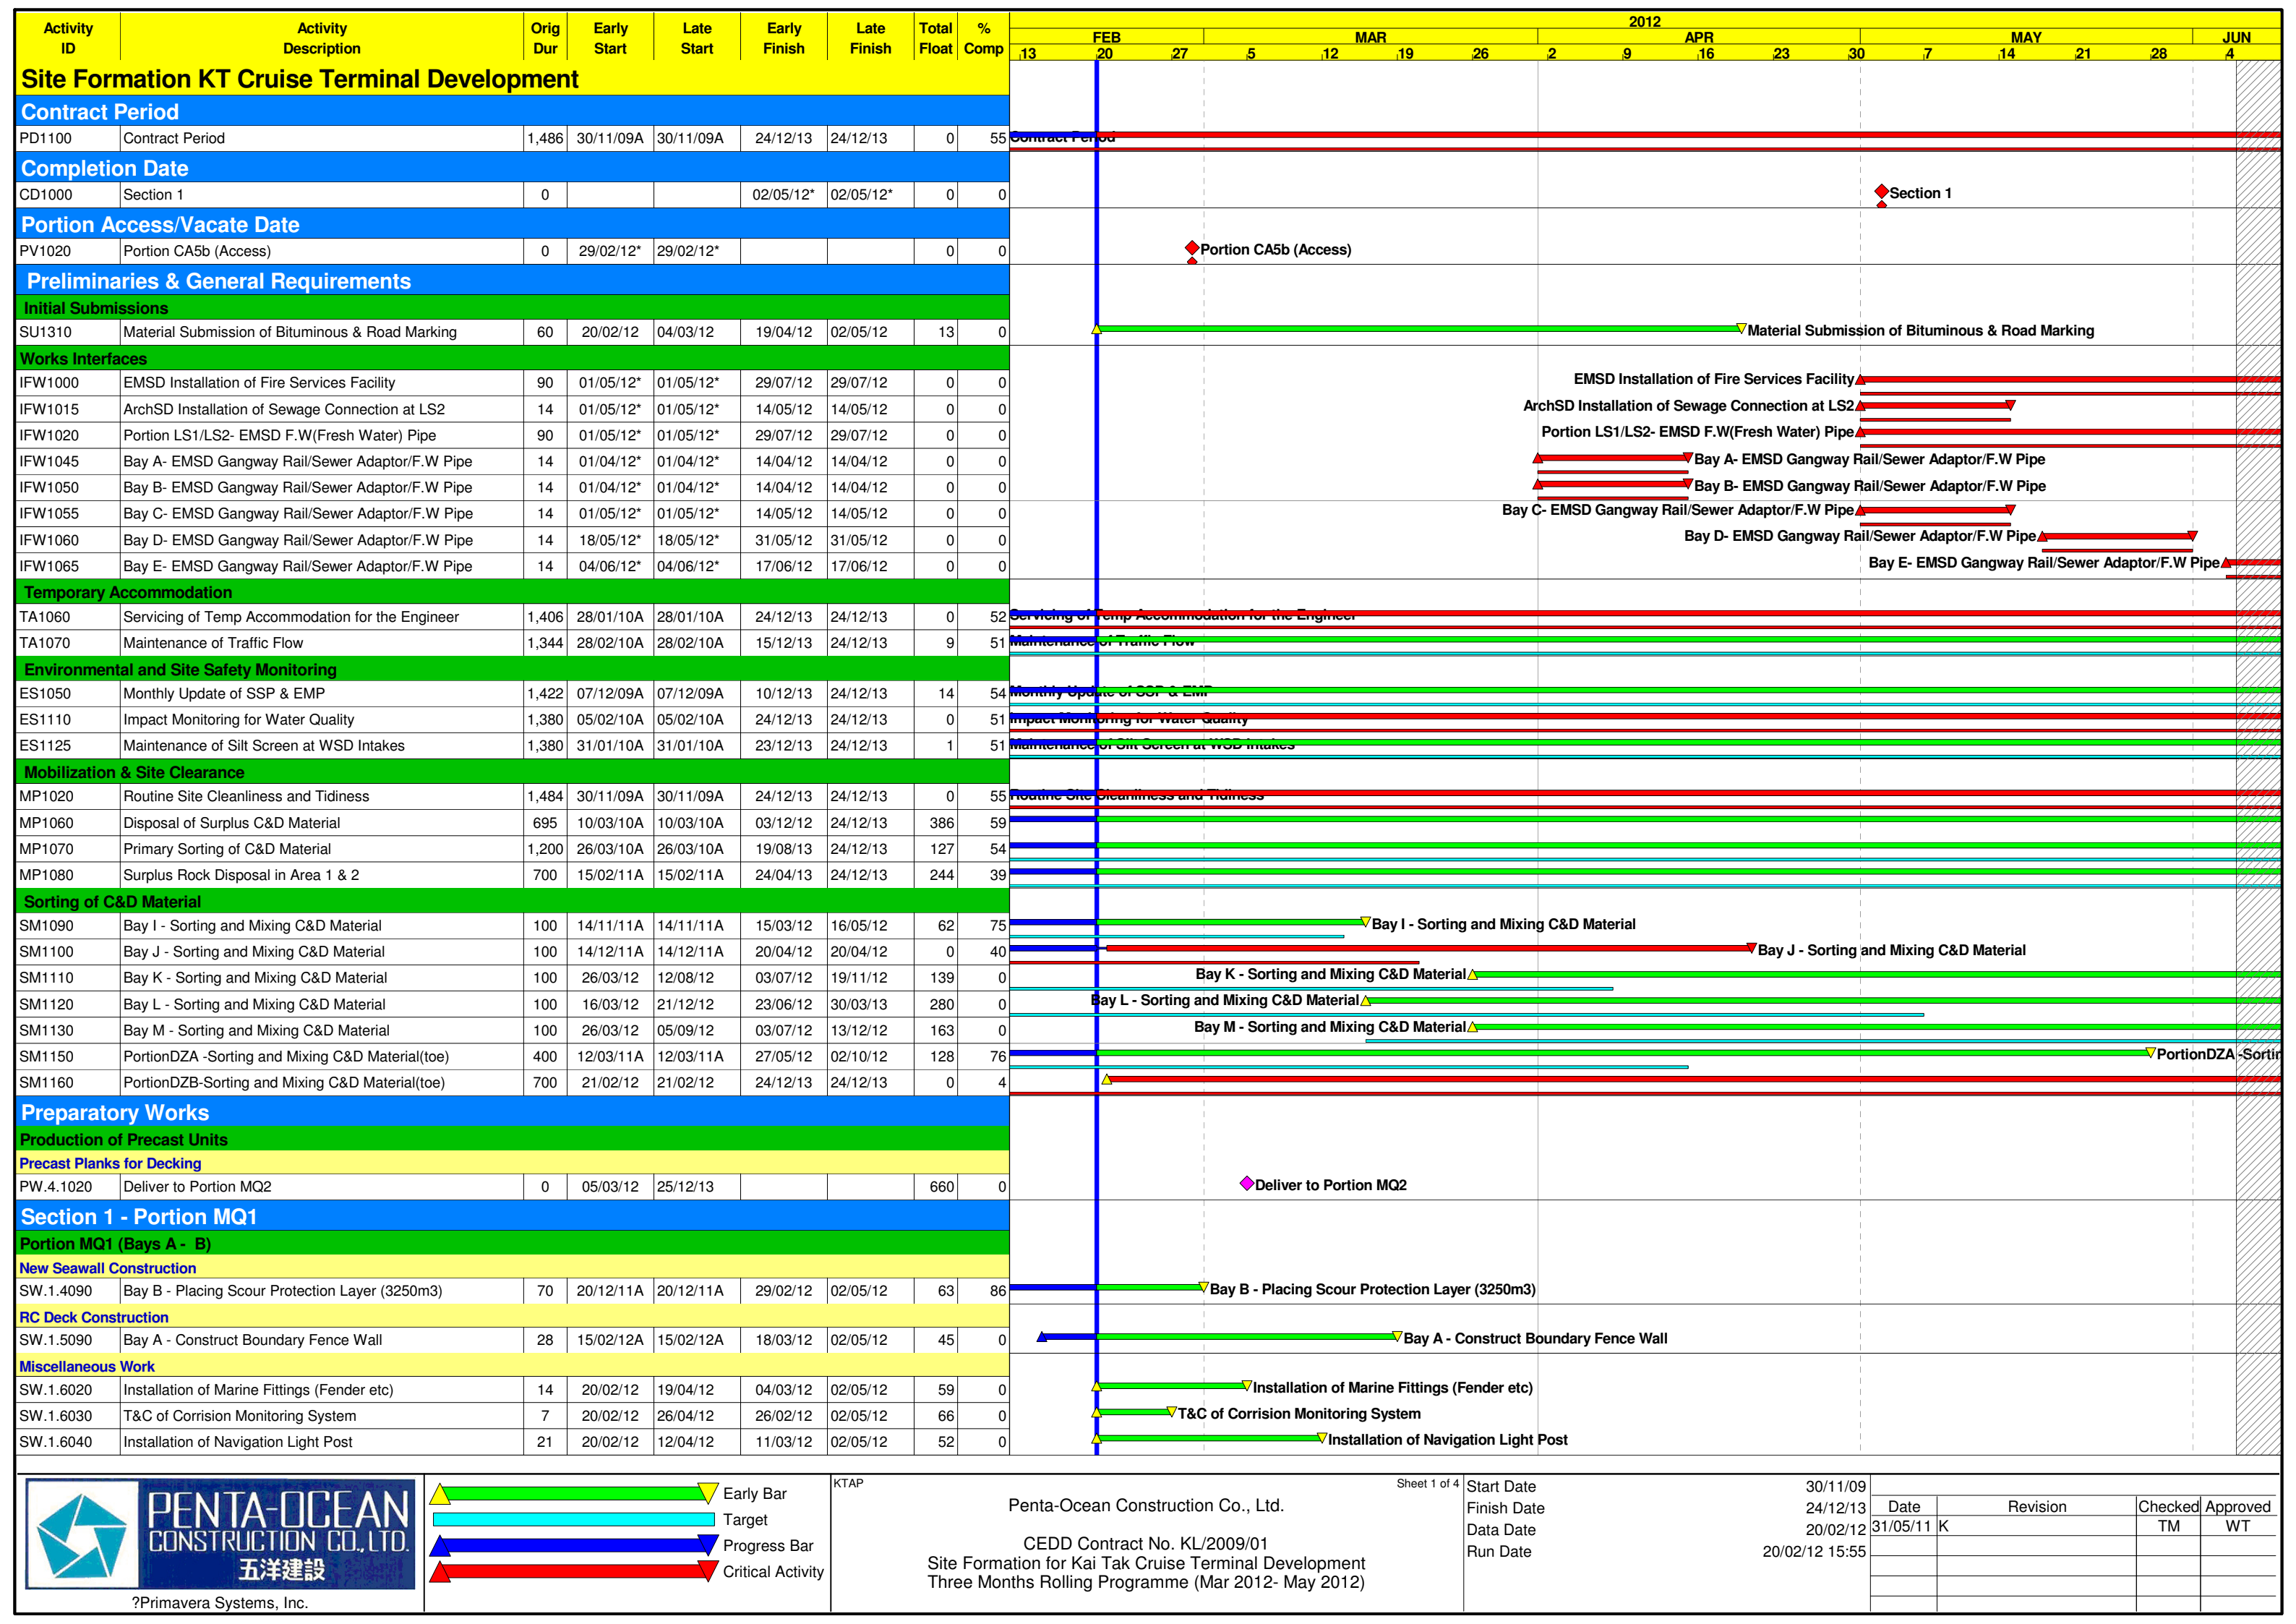 Activity ID Activity Description Orig Dur Early Start Late Start Early Finish Late Finish Total Float % Comp
2012
FEB MAR APR MAY JUN
13 20 27 5 12 19 26 2 9 16 23 30 7 14 21 28 4
Site Formation KT Cruise Terminal Development
Contract Period
PD1100 Contract Period 1,486 30/11/09A 30/11/09A 24/12/13 24/12/13 0 55 Contract Period
Completion Date
CD1000 Section 1 0 02/05/12* 02/05/12* 0 0 Section 1
Portion Access/Vacate Date
PV1020 Portion CA5b (Access) 0 29/02/12* 29/02/12* 0 0 Portion CA5b (Access)
Preliminaries & General Requirements
Initial Submissions
SU1310 Material Submission of Bituminous & Road Marking 60 20/02/12 04/03/12 19/04/12 02/05/12 13 0 Material Submission of Bituminous & Road Marking
Works Interfaces
IFW1000 EMSD Installation of Fire Services Facility 90 01/05/12* 01/05/12* 29/07/12 29/07/12 0 0 EMSD Installation of Fire Services Facility
IFW1015 ArchSD Installation of Sewage Connection at LS2 14 01/05/12* 01/05/12* 14/05/12 14/05/12 0 0 ArchSD Installation of Sewage Connection at LS2
IFW1020 Portion LS1/LS2- EMSD F.W(Fresh Water) Pipe 90 01/05/12* 01/05/12* 29/07/12 29/07/12 0 0 Portion LS1/LS2- EMSD F.W(Fresh Water) Pipe
IFW1045 Bay A- EMSD Gangway Rail/Sewer Adaptor/F.W Pipe 14 01/04/12* 01/04/12* 14/04/12 14/04/12 0 0 Bay A- EMSD Gangway Rail/Sewer Adaptor/F.W Pipe
IFW1050 Bay B- EMSD Gangway Rail/Sewer Adaptor/F.W Pipe 14 01/04/12* 01/04/12* 14/04/12 14/04/12 0 0 Bay B- EMSD Gangway Rail/Sewer Adaptor/F.W Pipe
IFW1055 Bay C- EMSD Gangway Rail/Sewer Adaptor/F.W Pipe 14 01/05/12* 01/05/12* 14/05/12 14/05/12 0 0 Bay C- EMSD Gangway Rail/Sewer Adaptor/F.W Pipe
IFW1060 Bay D- EMSD Gangway Rail/Sewer Adaptor/F.W Pipe 14 18/05/12* 18/05/12* 31/05/12 31/05/12 0 0 Bay D- EMSD Gangway Rail/Sewer Adaptor/F.W Pipe
IFW1065 Bay E- EMSD Gangway Rail/Sewer Adaptor/F.W Pipe 14 04/06/12* 04/06/12* 17/06/12 17/06/12 0 0 Bay E- EMSD Gangway Rail/Sewer Adaptor/F.W Pipe
Temporary Accommodation
TA1060 Servicing of Temp Accommodation for the Engineer 1,406 28/01/10A 28/01/10A 24/12/13 24/12/13 0 52 Servicing of Temp Accommodation for the Engineer
TA1070 Maintenance of Traffic Flow 1,344 28/02/10A 28/02/10A 15/12/13 24/12/13 9 51 Maintenance of Traffic Flow
Environmental and Site Safety Monitoring
ES1050 Monthly Update of SSP & EMP 1,422 07/12/09A 07/12/09A 10/12/13 24/12/13 14 54 Monthly Update of SSP & EMP
ES1110 Impact Monitoring for Water Quality 1,380 05/02/10A 05/02/10A 24/12/13 24/12/13 0 51 Impact Monitoring for Water Quality
ES1125 Maintenance of Silt Screen at WSD Intakes 1,380 31/01/10A 31/01/10A 23/12/13 24/12/13 1 51 Maintenance of Silt Screen at WSD Intakes
Mobilization & Site Clearance
MP1020 Routine Site Cleanliness and Tidiness 1,484 30/11/09A 30/11/09A 24/12/13 24/12/13 0 55 Routine Site Cleanliness and Tidiness
MP1060 Disposal of Surplus C&D Material 695 10/03/10A 10/03/10A 03/12/12 24/12/13 386 59
MP1070 Primary Sorting of C&D Material 1,200 26/03/10A 26/03/10A 19/08/13 24/12/13 127 54
MP1080 Surplus Rock Disposal in Area 1 & 2 700 15/02/11A 15/02/11A 24/04/13 24/12/13 244 39
Sorting of C&D Material
SM1090 Bay I - Sorting and Mixing C&D Material 100 14/11/11A 14/11/11A 15/03/12 16/05/12 62 75 Bay I - Sorting and Mixing C&D Material
SM1100 Bay J - Sorting and Mixing C&D Material 100 14/12/11A 14/12/11A 20/04/12 20/04/12 0 40 Bay J - Sorting and Mixing C&D Material
SM1110 Bay K - Sorting and Mixing C&D Material 100 26/03/12 12/08/12 03/07/12 19/11/12 139 0 Bay K - Sorting and Mixing C&D Material
SM1120 Bay L - Sorting and Mixing C&D Material 100 16/03/12 21/12/12 23/06/12 30/03/13 280 0 Bay L - Sorting and Mixing C&D Material
SM1130 Bay M - Sorting and Mixing C&D Material 100 26/03/12 05/09/12 03/07/12 13/12/12 163 0 Bay M - Sorting and Mixing C&D Material
SM1150 PortionDZA -Sorting and Mixing C&D Material(toe) 400 12/03/11A 12/03/11A 27/05/12 02/10/12 128 76 PortionDZA -Sortin
SM1160 PortionDZB-Sorting and Mixing C&D Material(toe) 700 21/02/12 21/02/12 24/12/13 24/12/13 0 4
Preparatory Works
Production of Precast Units
Precast Planks for Decking
PW.4.1020 Deliver to Portion MQ2 0 05/03/12 25/12/13 660 0 Deliver to Portion MQ2
Section 1 - Portion MQ1
Portion MQ1 (Bays A - B)
New Seawall Construction
SW.1.4090 Bay B - Placing Scour Protection Layer (3250m3) 70 20/12/11A 20/12/11A 29/02/12 02/05/12 63 86 Bay B - Placing Scour Protection Layer (3250m3)
RC Deck Construction
SW.1.5090 Bay A - Construct Boundary Fence Wall 28 15/02/12A 15/02/12A 18/03/12 02/05/12 45 0 Bay A - Construct Boundary Fence Wall
Miscellaneous Work
SW.1.6020 Installation of Marine Fittings (Fender etc) 14 20/02/12 19/04/12 04/03/12 02/05/12 59 0 Installation of Marine Fittings (Fender etc)
SW.1.6030 T&C of Corrision Monitoring System 7 20/02/12 26/04/12 26/02/12 02/05/12 66 0 T&C of Corrision Monitoring System
SW.1.6040 Installation of Navigation Light Post 21 20/02/12 12/04/12 11/03/12 02/05/12 52 0 Installation of Navigation Light Post
PENTA-OCEAN
CONSTRUCTION CO.,LTD.
五洋建設
?Primavera Systems, Inc.
Early Bar
Target
Progress Bar
Critical Activity
KTAP
Sheet 1 of 4
Penta-Ocean Construction Co., Ltd.
CEDD Contract No. KL/2009/01
Site Formation for Kai Tak Cruise Terminal Development
Three Months Rolling Programme (Mar 2012- May 2012)
Start Date 30/11/09
Finish Date 24/12/13
Data Date 20/02/12
Run Date 20/02/12 15:55
Date Revision Checked Approved
31/05/11 K TM WT